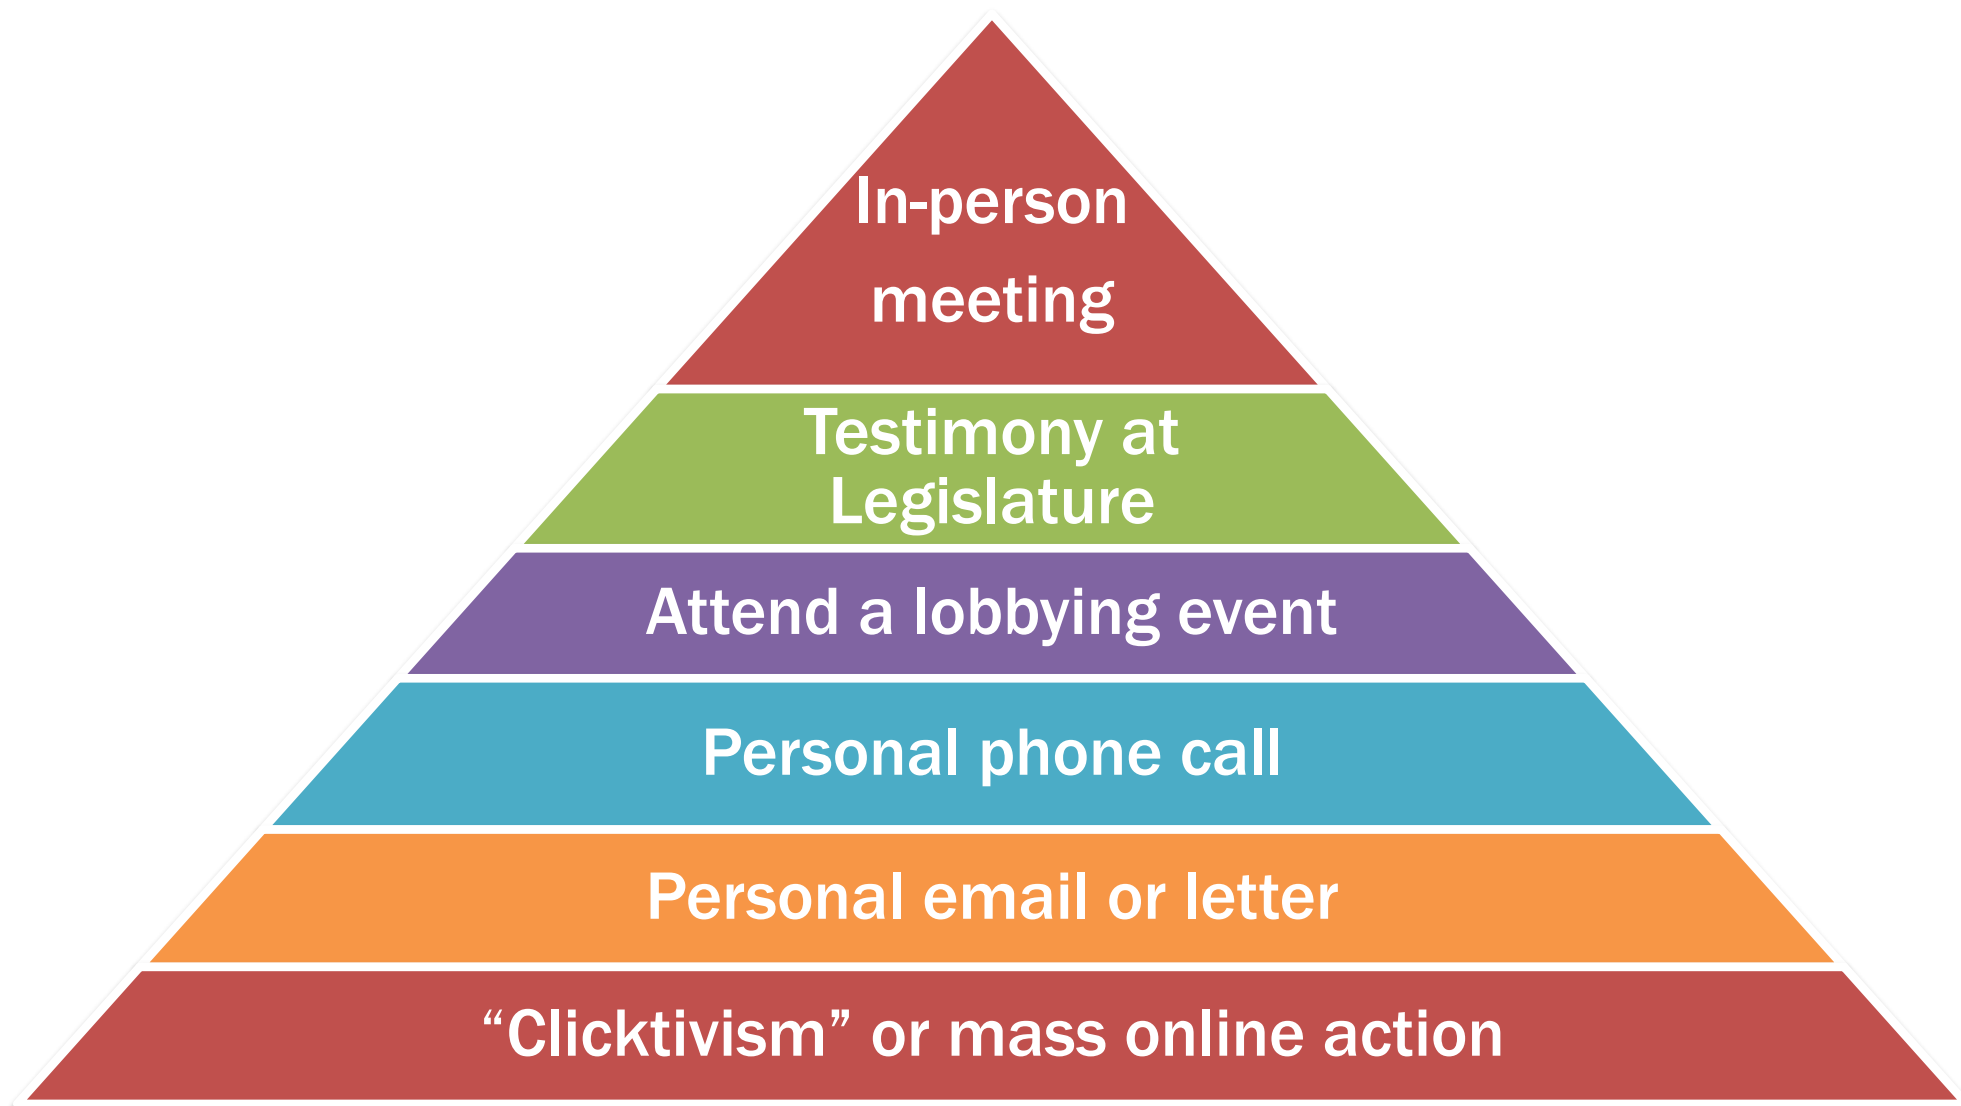 In-person
meeting
Testimony at
Legislature
Attend a lobbying event
Personal phone call
Personal email or letter
“Clicktivism” or mass online action